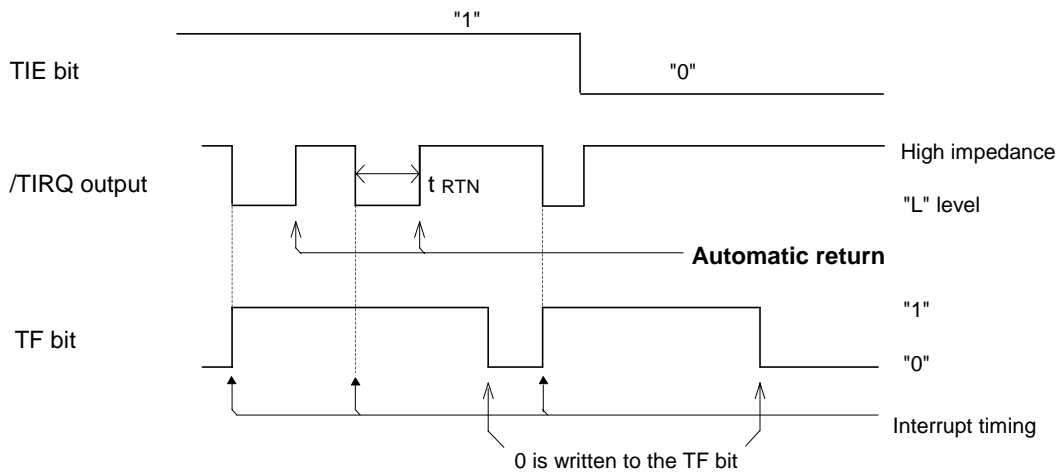 "1"
TIE bit
"0"
High impedance
/TIRQ output
t RTN
"L" level
Automatic return
"1"
TF bit
"0"
Interrupt timing
0 is written to the TF bit